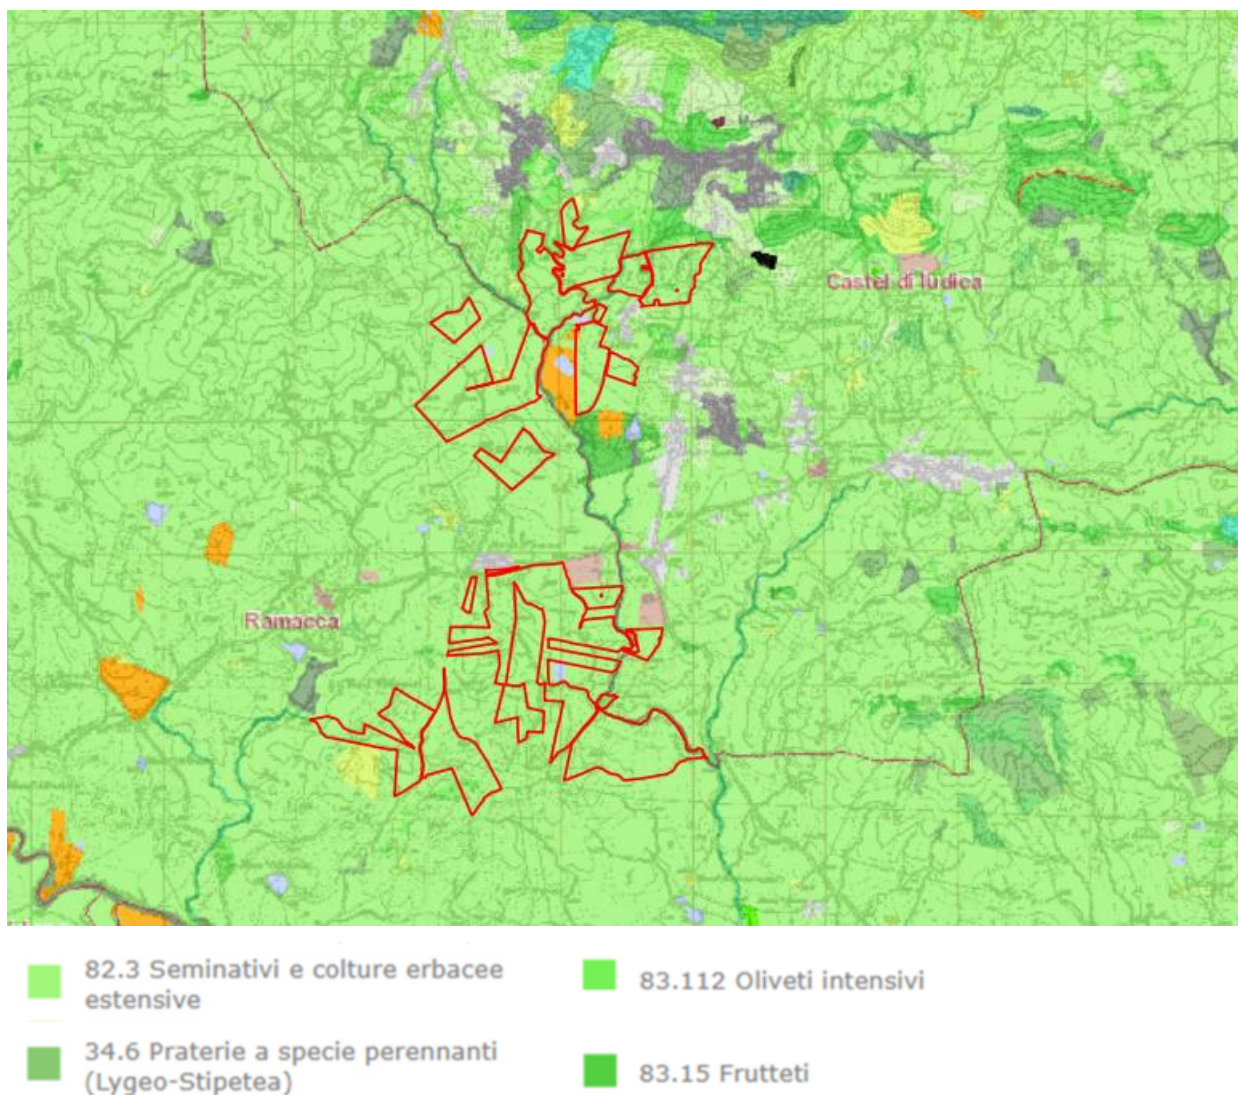 Castel di Iudica
Ramacca
82.3 Seminativi e colture erbacee
estensive
83.112 Oliveti intensivi
34.6 Praterie a specie perennanti
(Lygeo-Stipetea)
83.15 Frutteti